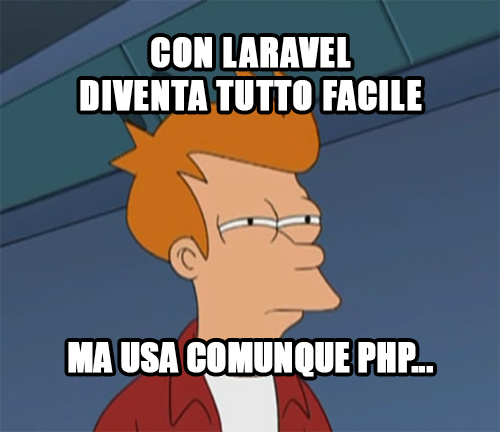 CON LARAVEL
DIVENTA TUTTO FACILE
MA USA COMUNQUE PHP...